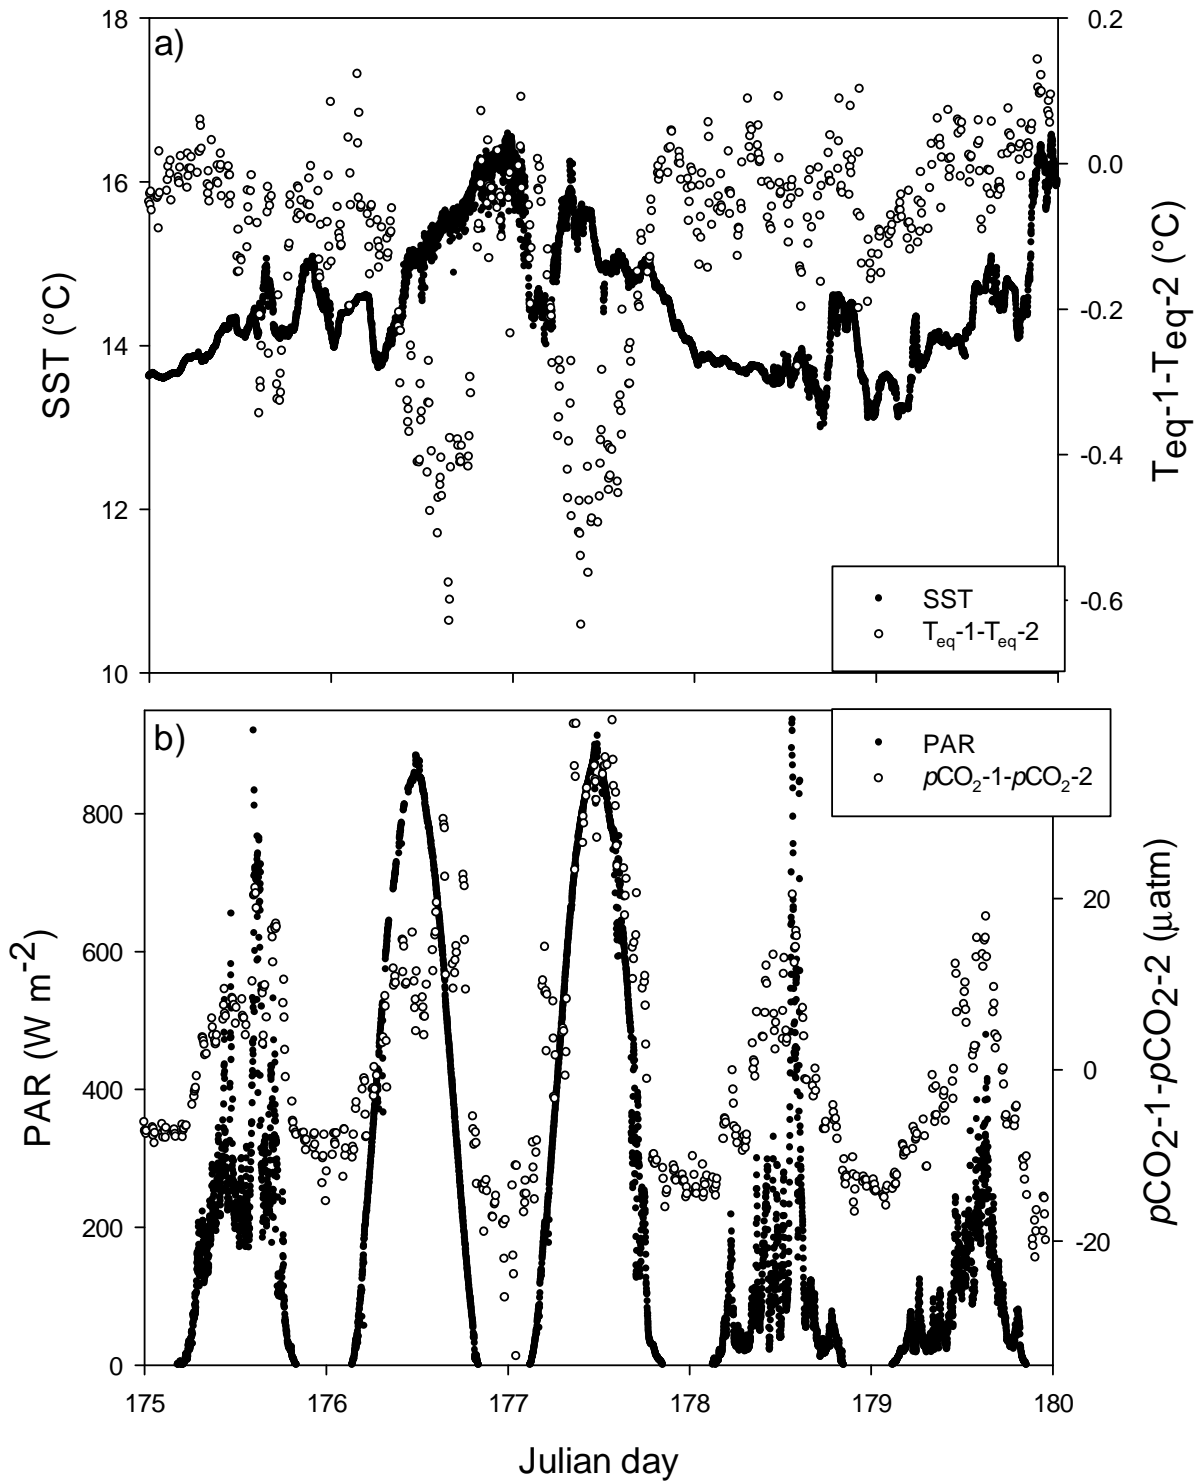 a)
18
16
14
12
10
SST (°C)
0.2
0.0
-0.2
-0.4
-0.6
Teq-1-Teq-2 (°C)
SST
Teq-1-Teq-2
b)
800
600
400
200
0
PAR (W m-2)
PAR
pCO2-1-pCO2-2
20
0
-20
pCO2-1-pCO2-2 (µatm)
175 176 177 178 179 180
Julian day